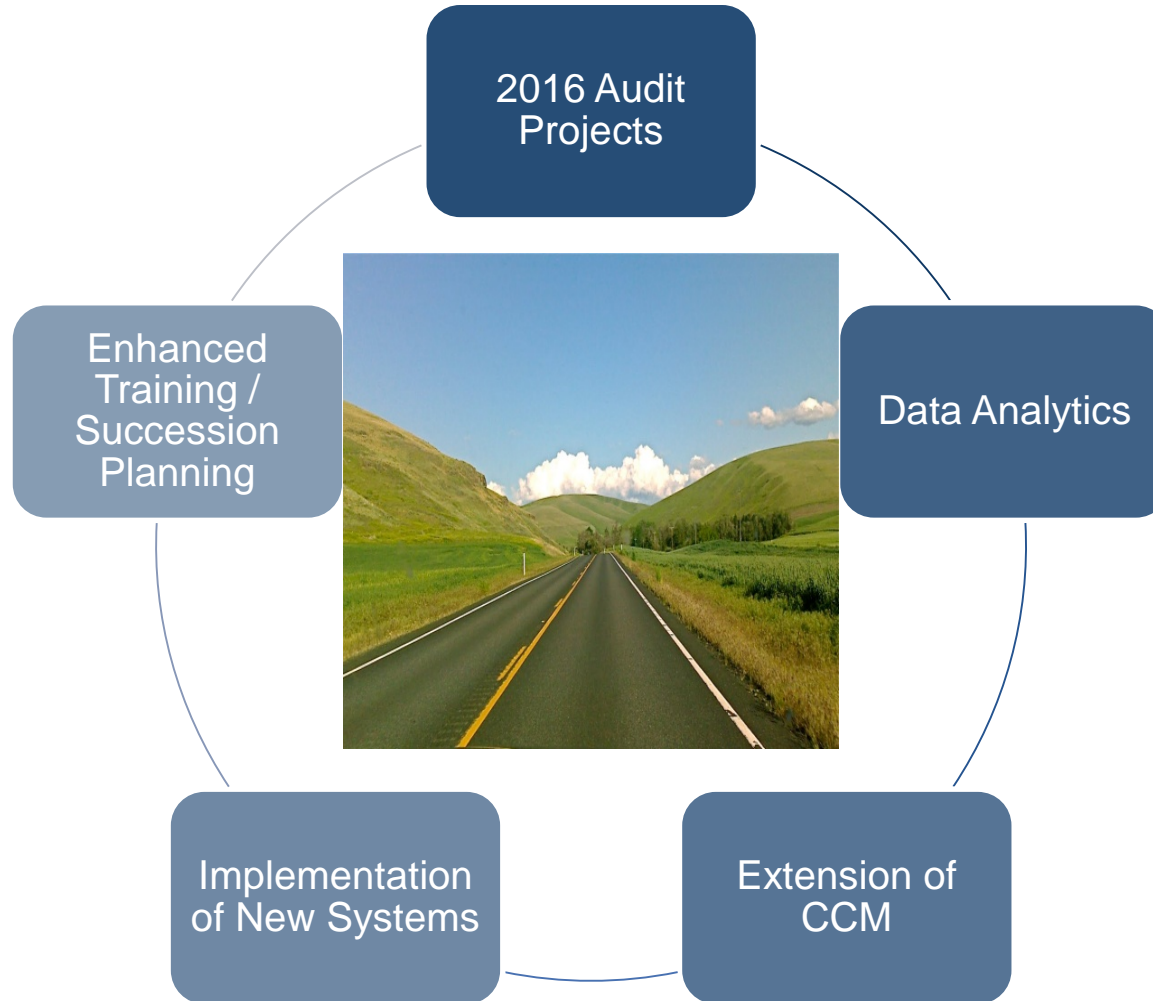 2016 Audit
Projects
Data Analytics
Extension of
CCM
Implementation
of New Systems
Enhanced
Training /
Succession
Planning